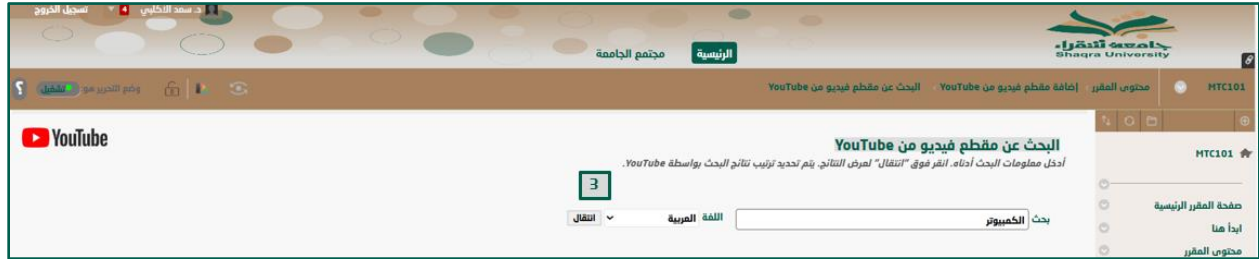 د. سعد الاكلبي 4 تسجيل الخروج
جامعة شقراء
Shaqra University
الرئيسية مجتمع الجامعة
MTC101 محتوى المقرر إضافة مقطع فيديو من YouTube البحث عن مقطع فيديو من YouTube وضع التحرير هو: تشغيل ?
YouTube
MTC101
البحث عن مقطع فيديو من YouTube
أدخل معلومات البحث أدناه. انقر فوق "انتقال" لعرض النتائج. يتم تحديد ترتيب نتائج البحث بواسطة YouTube.
3
بحث الكمبيوتر اللغة العربية انتقال
صفحة المقرر الرئيسية
ابدأ هنا
محتوى المقرر